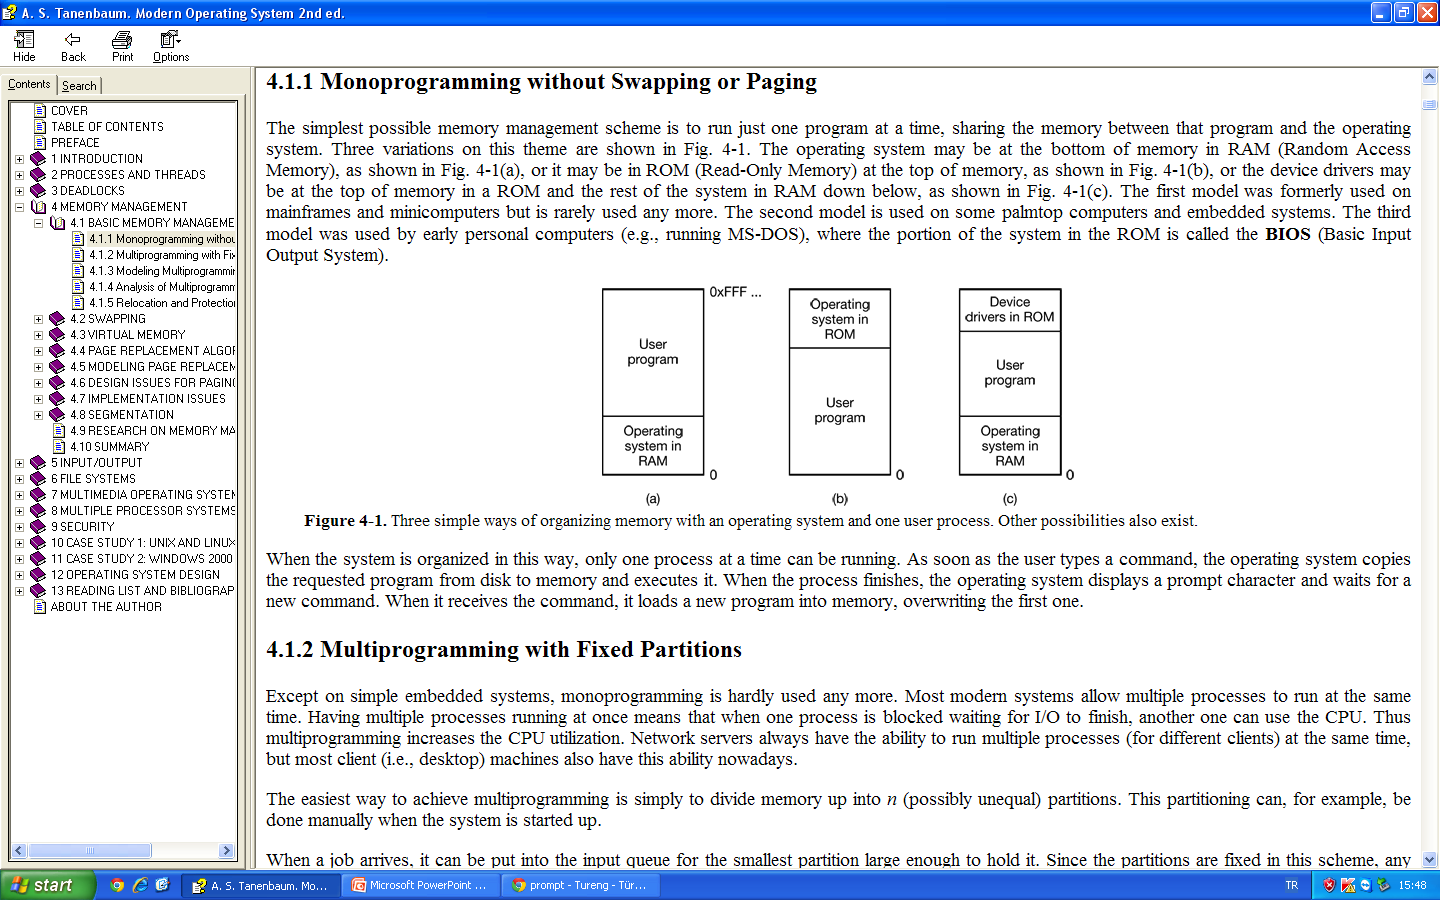 A. S. Tanenbaum. Modern Operating System 2nd ed.
Hide Back Print Options
Contents Search
COVER
TABLE OF CONTENTS
PREFACE
1 INTRODUCTION
2 PROCESSES AND THREADS
3 DEADLOCKS
4 MEMORY MANAGEMENT
4.1 BASIC MEMORY MANAGEME
4.1.1 Monoprogramming withou
4.1.2 Multiprogramming with Fix
4.1.3 Modeling Multiprogrammin
4.1.4 Analysis of Multiprogramm
4.1.5 Relocation and Protection
4.2 SWAPPING
4.3 VIRTUAL MEMORY
4.4 PAGE REPLACEMENT ALGOR
4.5 MODELING PAGE REPLACEM
4.6 DESIGN ISSUES FOR PAGING
4.7 IMPLEMENTATION ISSUES
4.8 SEGMENTATION
4.9 RESEARCH ON MEMORY MA
4.10 SUMMARY
5 INPUT/OUTPUT
6 FILE SYSTEMS
7 MULTIMEDIA OPERATING SYSTEM
8 MULTIPLE PROCESSOR SYSTEMS
9 SECURITY
10 CASE STUDY 1: UNIX AND LINUX
11 CASE STUDY 2: WINDOWS 2000
12 OPERATING SYSTEM DESIGN
13 READING LIST AND BIBLIOGRAP
ABOUT THE AUTHOR
4.1.1 Monoprogramming without Swapping or Paging
The simplest possible memory management scheme is to run just one program at a time, sharing the memory between that program and the operating
system. Three variations on this theme are shown in Fig. 4-1. The operating system may be at the bottom of memory in RAM (Random Access
Memory), as shown in Fig. 4-1(a), or it may be in ROM (Read-Only Memory) at the top of memory, as shown in Fig. 4-1(b), or the device drivers may
be at the top of memory in a ROM and the rest of the system in RAM down below, as shown in Fig. 4-1(c). The first model was formerly used on
mainframes and minicomputers but is rarely used any more. The second model is used on some palmtop computers and embedded systems. The third
model was used by early personal computers (e.g., running MS-DOS), where the portion of the system in the ROM is called the BIOS (Basic Input
Output System).
0xFFF ...
User
program
Operating
system in
RAM
0
(a)
Operating
system in
ROM
User
program
0
(b)
Device
drivers in ROM
User
program
Operating
system in
RAM
0
(c)
Figure 4-1. Three simple ways of organizing memory with an operating system and one user process. Other possibilities also exist.
When the system is organized in this way, only one process at a time can be running. As soon as the user types a command, the operating system copies
the requested program from disk to memory and executes it. When the process finishes, the operating system displays a prompt character and waits for a
new command. When it receives the command, it loads a new program into memory, overwriting the first one.
4.1.2 Multiprogramming with Fixed Partitions
Except on simple embedded systems, monoprogramming is hardly used any more. Most modern systems allow multiple processes to run at the same
time. Having multiple processes running at once means that when one process is blocked waiting for I/O to finish, another one can use the CPU. Thus
multiprogramming increases the CPU utilization. Network servers always have the ability to run multiple processes (for different clients) at the same time,
but most client (i.e., desktop) machines also have this ability nowadays.
The easiest way to achieve multiprogramming is simply to divide memory up into n (possibly unequal) partitions. This partitioning can, for example, be
done manually when the system is started up.
When a job arrives, it can be put into the input queue for the smallest partition large enough to hold it. Since the partitions are fixed in this scheme, any
start
A. S. Tanenbaum. Mo...
Microsoft PowerPoint ...
prompt - Tureng - Tür...
TR
15:48